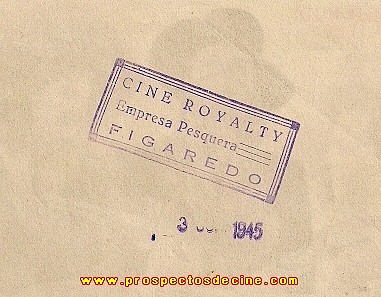 CINE ROYALTY
Empresa Pesquera
FIGAREDO
3 1945
www.prospectosdecine.com